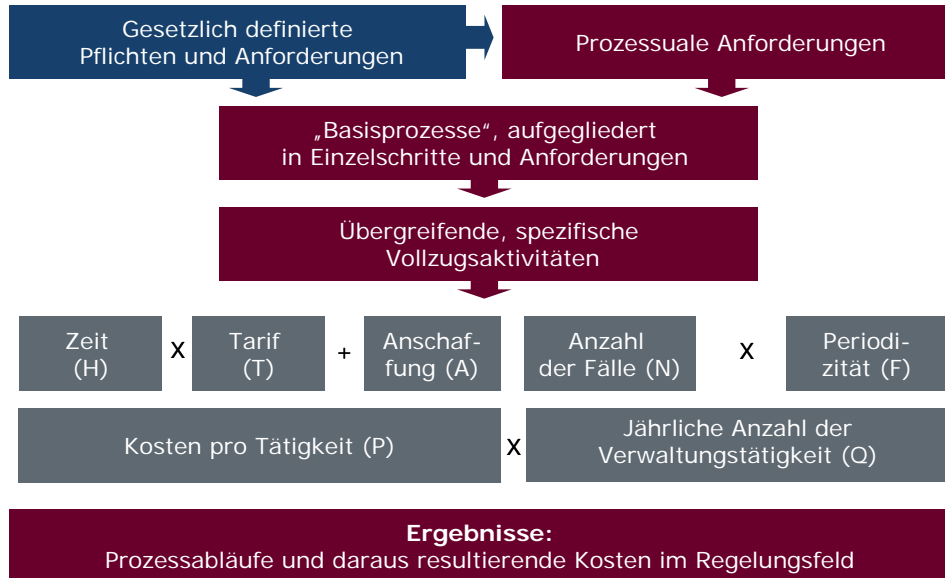 Gesetzlich definierte
Pflichten und Anforderungen
Prozessuale Anforderungen
„Basisprozesse“, aufgegliedert
in Einzelschritte und Anforderungen
Übergreifende, spezifische
Vollzugsaktivitäten
Zeit
(H)
X
Tarif
(T)
+
Anschaf-
fung (A)
Anzahl
der Fälle (N)
X
Periodi-
zität (F)
Kosten pro Tätigkeit (P)
X
Jährliche Anzahl der
Verwaltungstätigkeit (Q)
Ergebnisse:
Prozessabläufe und daraus resultierende Kosten im Regelungsfeld